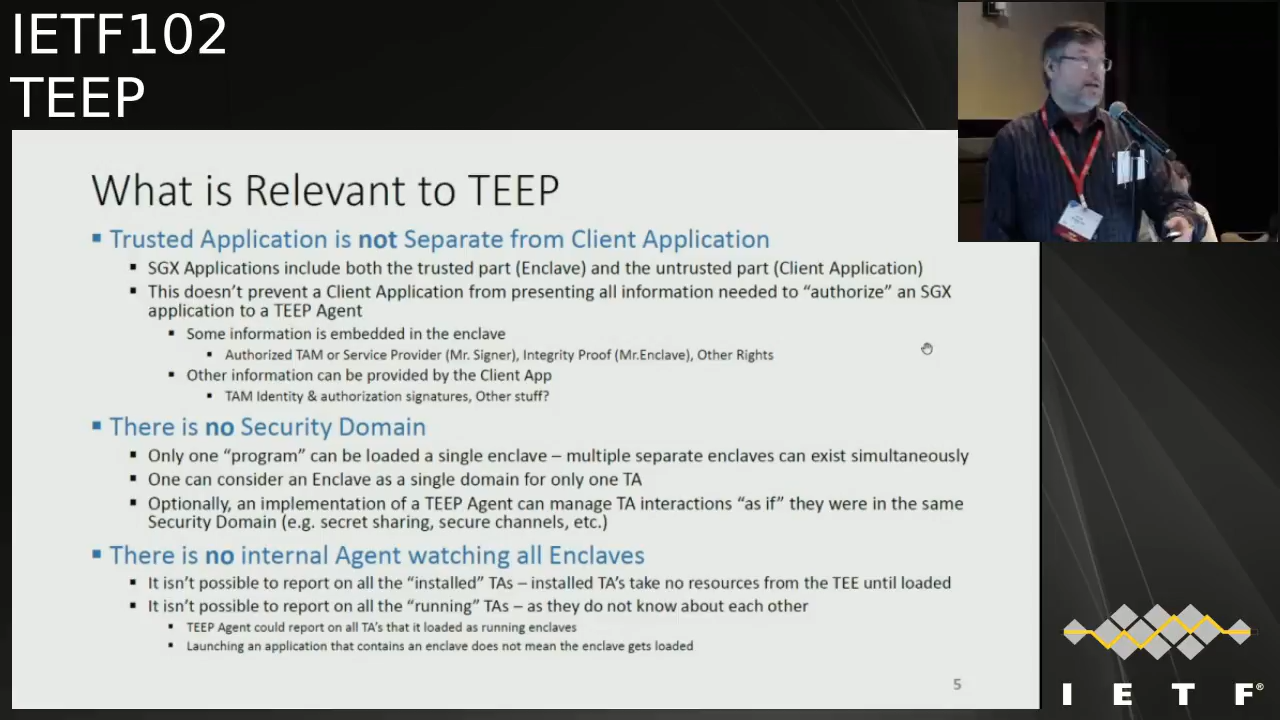 IETF102
TEEP
What is Relevant to TEEP
Trusted Application is not Separate from Client Application
SGX Applications include both the trusted part (Enclave) and the untrusted part (Client Application)
This doesn't prevent a Client Application from presenting all information needed to “authorize” an SGX
application to a TEEP Agent
Some information is embedded in the enclave
Authorized TAM or Service Provider (Mr. Signer), Integrity Proof (Mr.Enclave), Other Rights
Other information can be provided by the Client App
TAM Identity & authorization signatures, Other stuff?
There is no Security Domain
Only one “program” can be loaded a single enclave – multiple separate enclaves can exist simultaneously
One can consider an Enclave as a single domain for only one TA
Optionally, an implementation of a TEEP Agent can manage TA interactions “as if” they were in the same
Security Domain (e.g. secret sharing, secure channels, etc.)
There is no internal Agent watching all Enclaves
It isn't possible to report on all the “installed” TAs – installed TA's take no resources from the TEE until loaded
It isn't possible to report on all the “running” TAs – as they do not know about each other
TEEP Agent could report on all TA's that it loaded as running enclaves
Launching an application that contains an enclave does not mean the enclave gets loaded
5
I E T F®